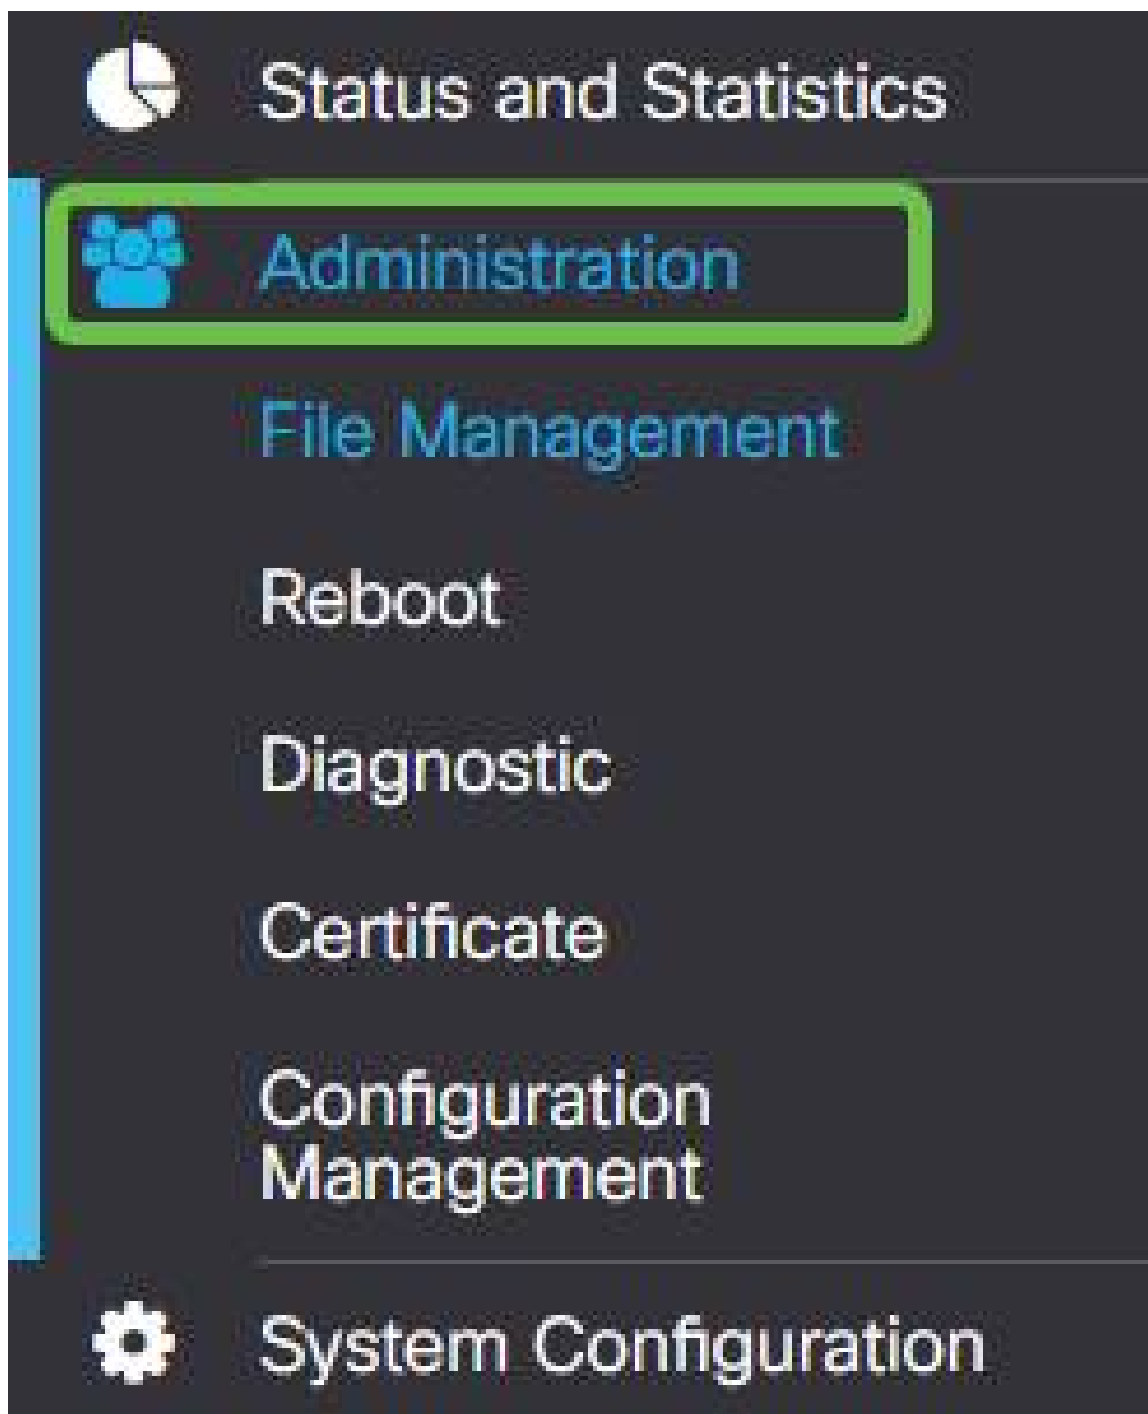 Status and Statistics
Administration
File Management
Reboot
Diagnostic
Certificate
Configuration
Management
System Configuration